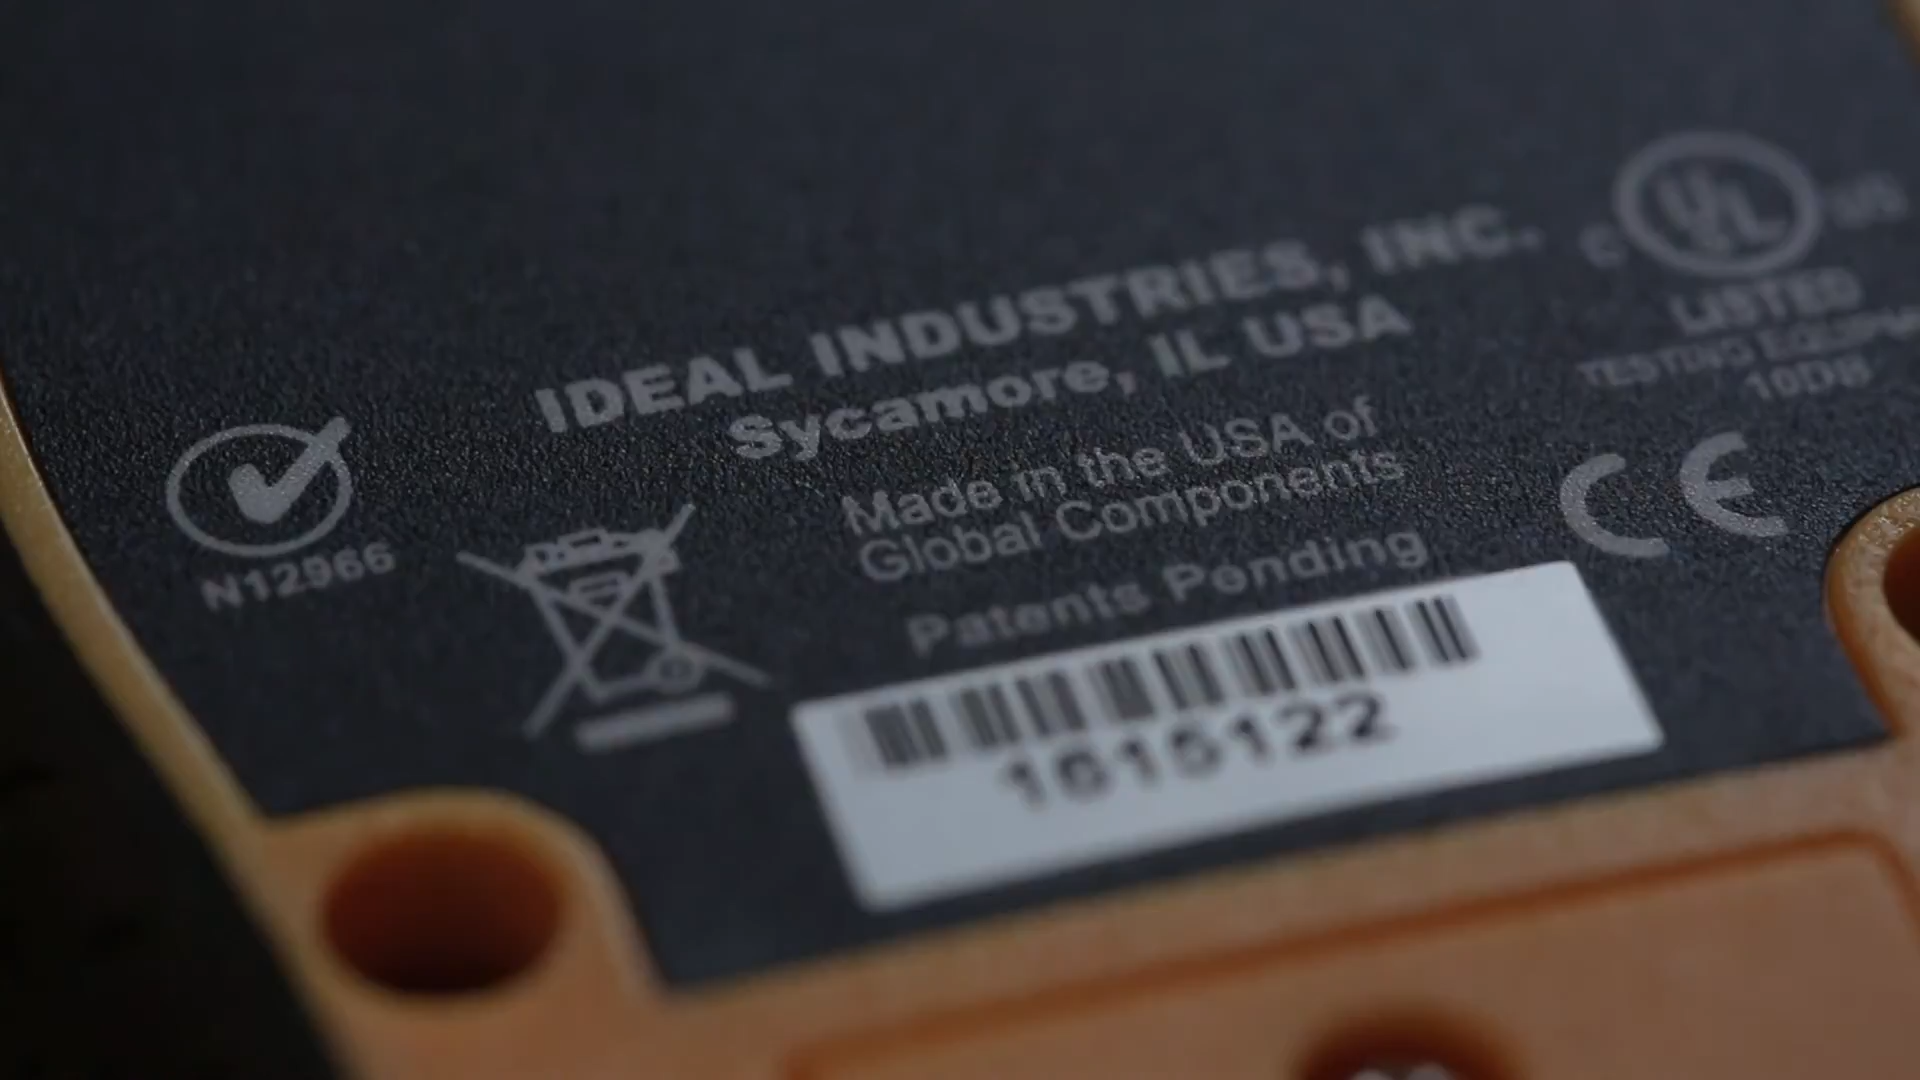 IDEAL INDUSTRIES, INC.
Sycamore, IL USA
Made in the USA of
Global Components
Patents Pending
1615122
N12966
C UL US
LISTED
TESTING
CE